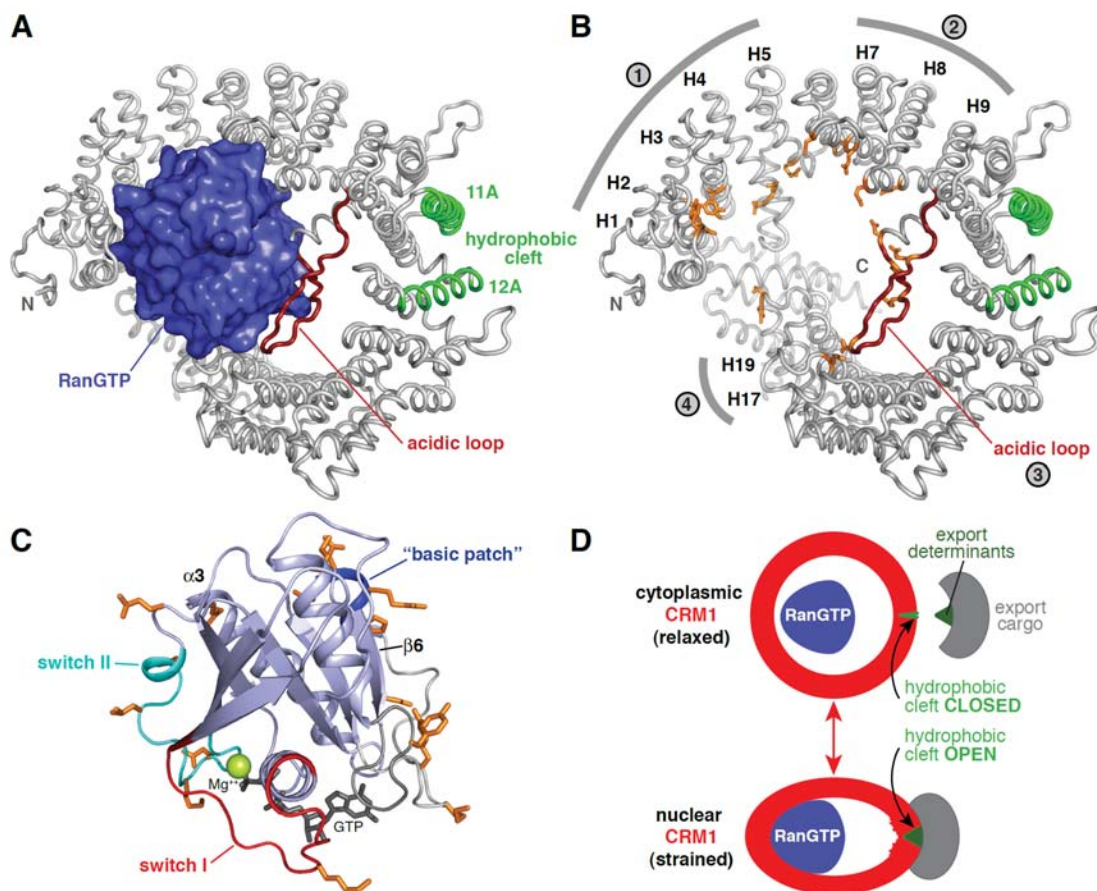 A
11A
hydrophobic
cleft
12A
N
RanGTP
acidic loop
B
1
2
H5
H7
H4
H8
H9
H3
H2
H1
C
N
H19
4
H17
acidic loop
3
C
"basic patch"
α3
β6
switch II
Mg++
GTP
switch I
D
export
determinants
cytoplasmic
CRM1
(relaxed)
RanGTP
export
cargo
hydrophobic
cleft CLOSED
hydrophobic
cleft OPEN
nuclear
CRM1
(strained)
RanGTP